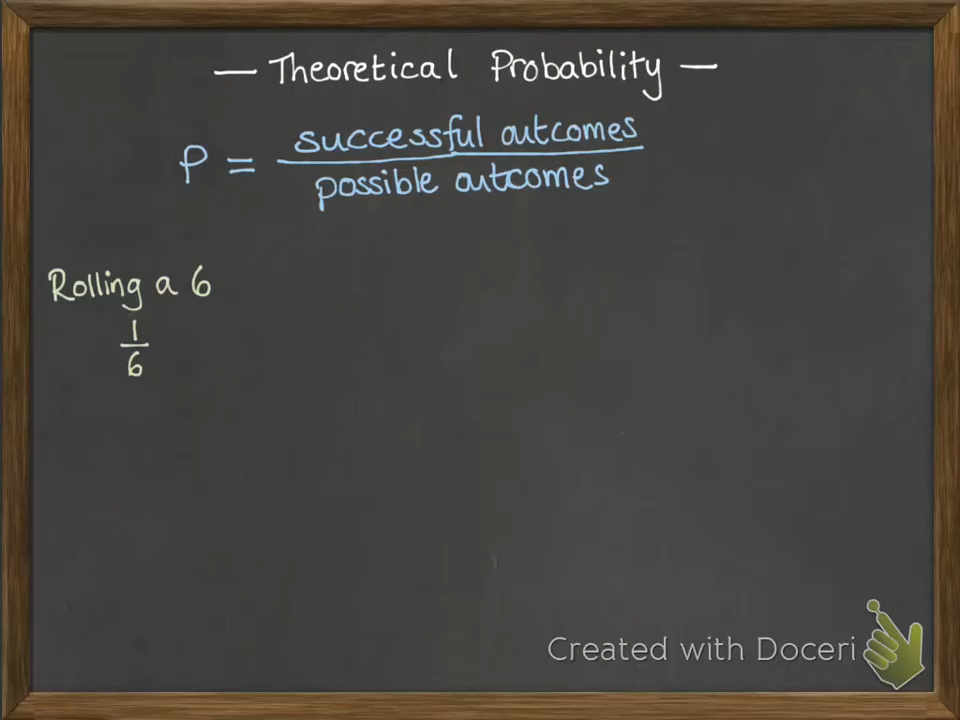 — Theoretical Probability —
P = successful outcomes
possible outcomes
Rolling a 6
1
6
Created with Doceri